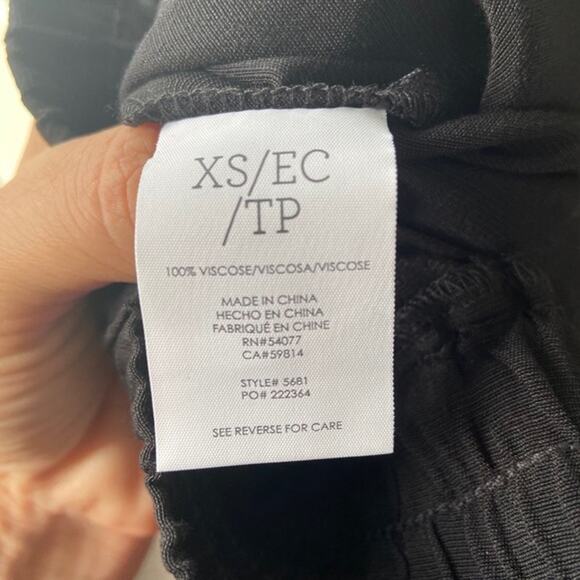 XS/EC
/TP
100% VISCOSE/VISCOSA/VISCOSE
MADE IN CHINA
HECHO EN CHINA
FABRIQUÉ EN CHINE
RN#54077
CA#59814
STYLE# 5681
PO# 222364
SEE REVERSE FOR CARE